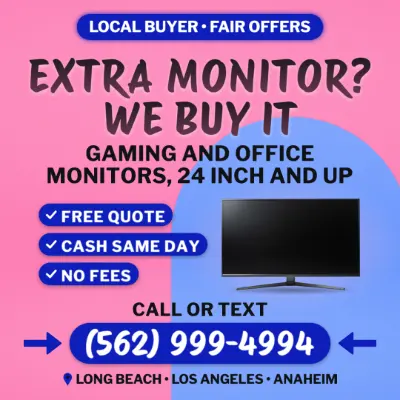 LOCAL BUYER • FAIR OFFERS
EXTRA MONITOR?
WE BUY IT
GAMING AND OFFICE
MONITORS, 24 INCH AND UP
FREE QUOTE
CASH SAME DAY
NO FEES
CALL OR TEXT
(562) 999-4994
LONG BEACH • LOS ANGELES • ANAHEIM